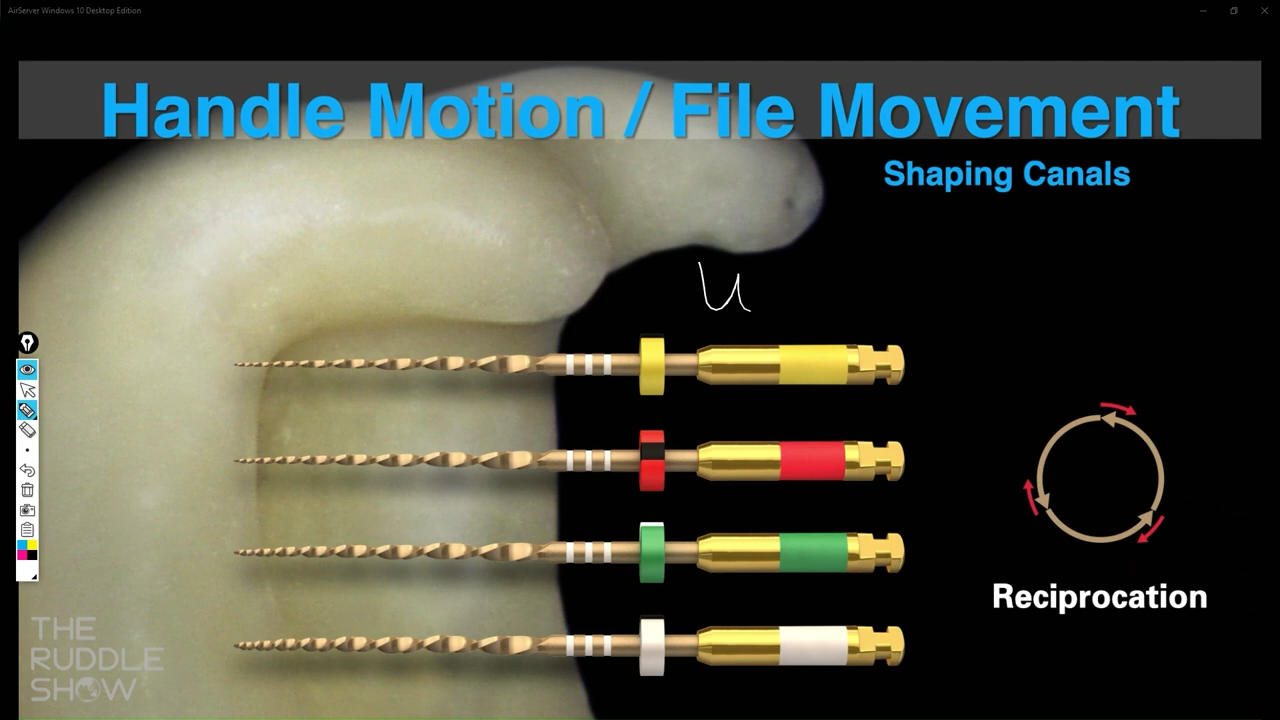 AirServer Windows 10 Desktop Edition
Handle Motion / File Movement
Shaping Canals
u
Reciprocation
THE
RUDDLE
SHOW